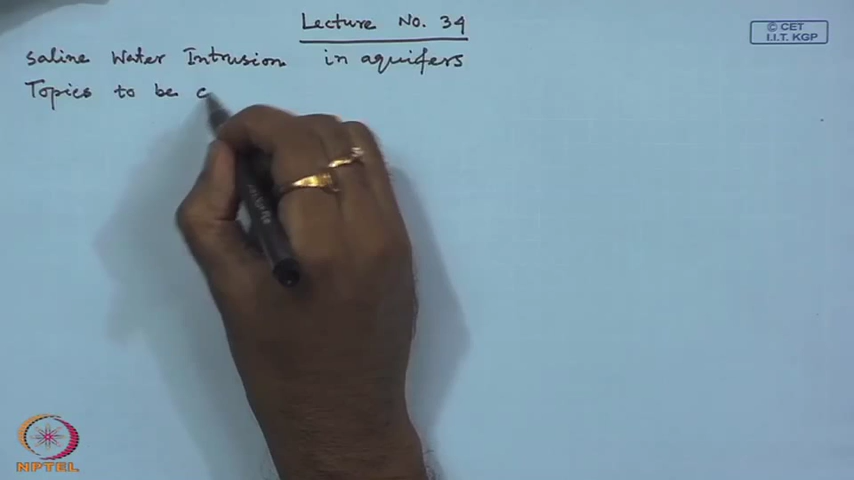 Lecture No. 34
© CET
I.I.T. KGP
Saline Water Intrusion in aquifers
Topics to be c
NPTEL